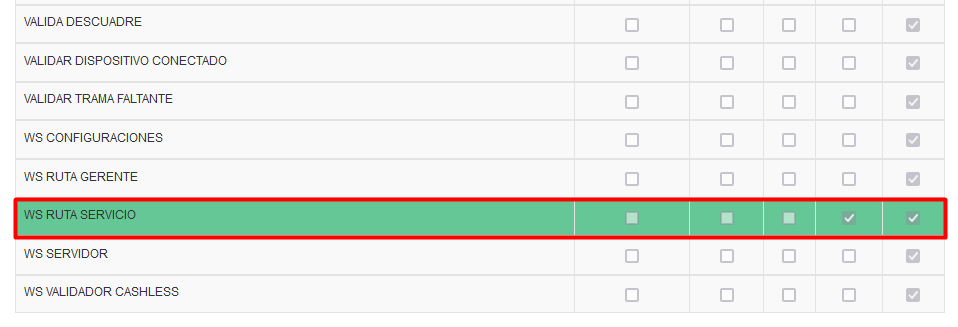 VALIDA DESCUADRE
VALIDAR DISPOSITIVO CONECTADO
VALIDAR TRAMA FALTANTE
WS CONFIGURACIONES
WS RUTA GERENTE
WS RUTA SERVICIO
WS SERVIDOR
WS VALIDADOR CASHLESS